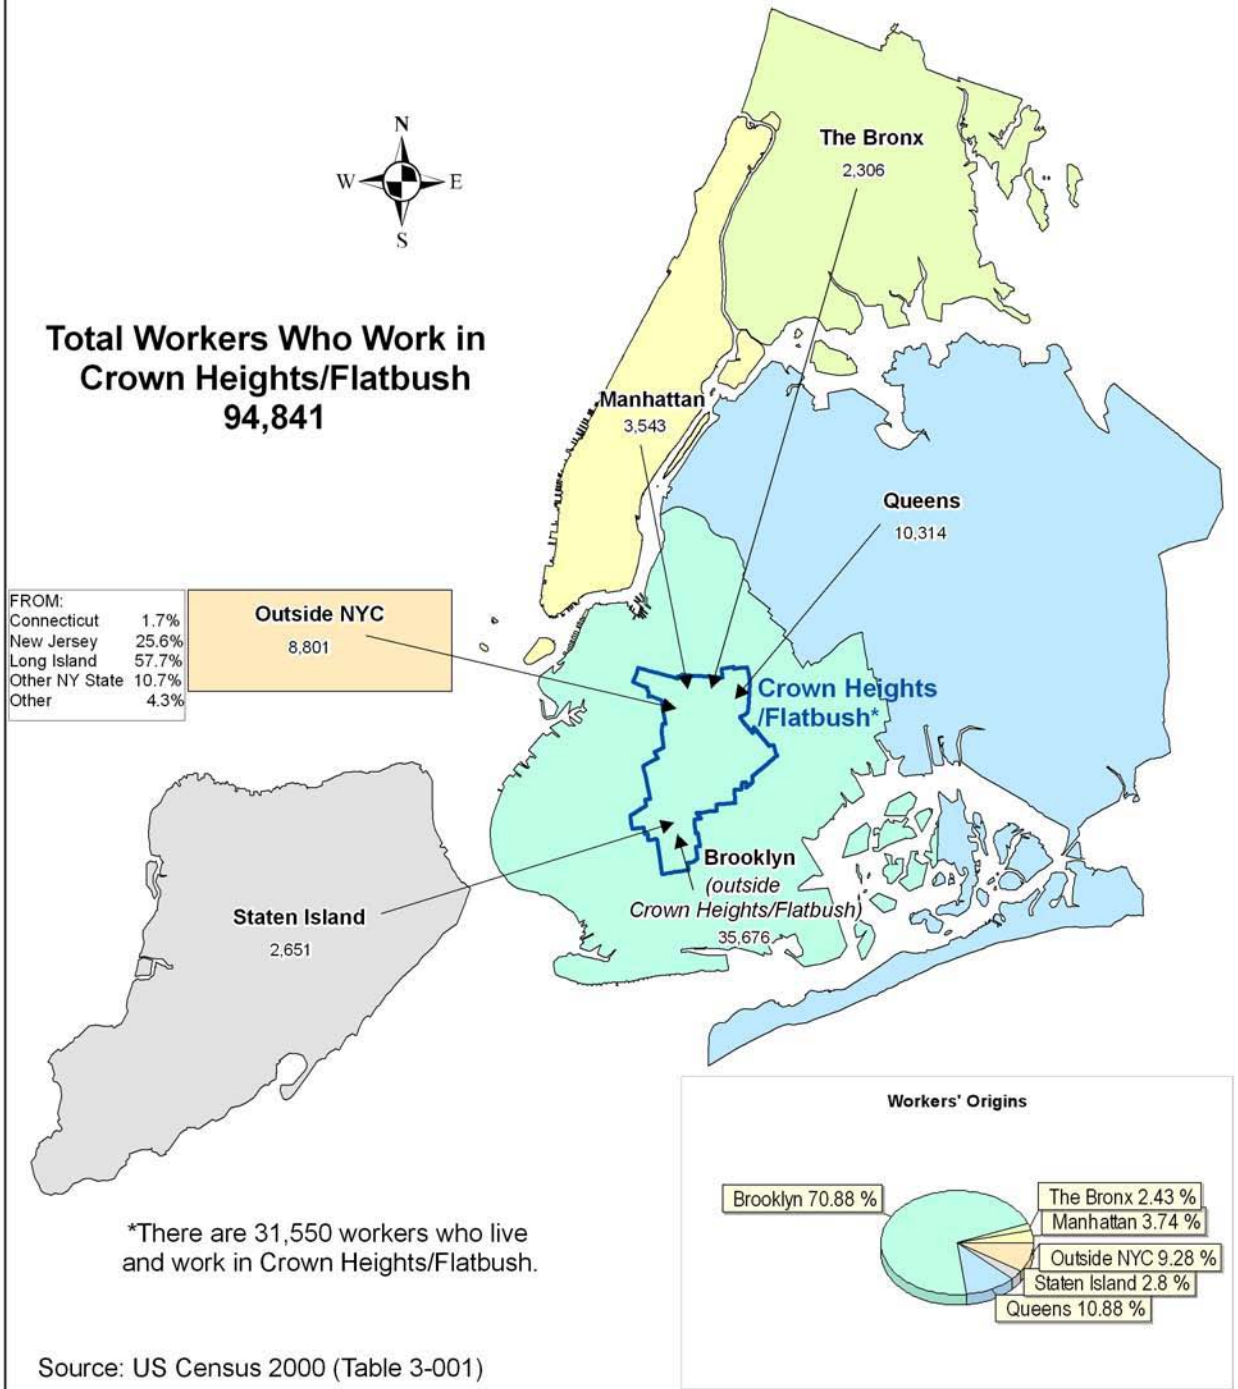 N
W E
S
Total Workers Who Work in
Crown Heights/Flatbush
94,841
The Bronx
2,306
Manhattan
3,543
Queens
10,314
FROM:
Connecticut 1.7%
New Jersey 25.6%
Long Island 57.7%
Other NY State 10.7%
Other 4.3%
Outside NYC
8,801
Crown Heights
/Flatbush*
Brooklyn
(outside
Crown Heights/Flatbush)
35,676
Staten Island
2,651
*There are 31,550 workers who live
and work in Crown Heights/Flatbush.
Workers' Origins
Brooklyn 70.88 %
The Bronx 2.43 %
Manhattan 3.74 %
Outside NYC 9.28 %
Staten Island 2.8 %
Queens 10.88 %
Source: US Census 2000 (Table 3-001)